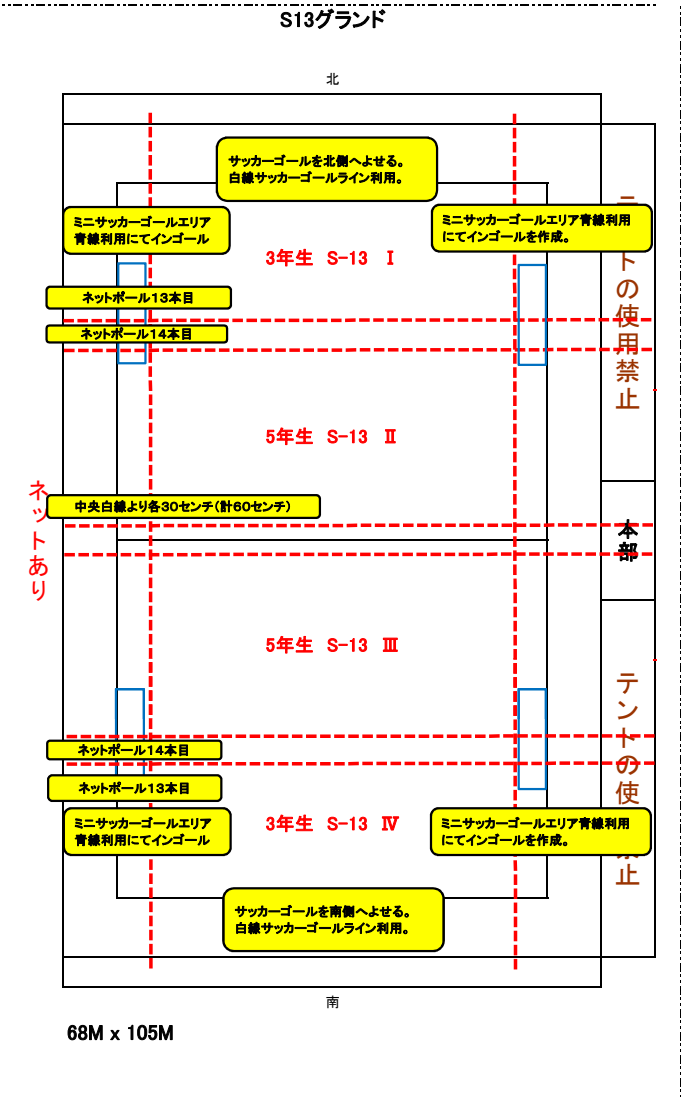 S13グランド
北
サッカーゴールを北側へよせる。
白線サッカーゴールライン利用。
ミニサッカーゴールエリア
青線利用にてインゴール
ミニサッカーゴールエリア青線利用
にてインゴールを作成。
3年生 S-13 Ⅰ
ネットポール13本目
ネットポール14本目
トの使用禁止
5年生 S-13 Ⅱ
ネットあり
中央白線より各30センチ(計60センチ)
本部
5年生 S-13 Ⅲ
テントの使
止
ネットポール14本目
ネットポール13本目
ミニサッカーゴールエリア
青線利用にてインゴール
3年生 S-13 Ⅳ
ミニサッカーゴールエリア青線利用
にてインゴールを作成。
サッカーゴールを南側へよせる。
白線サッカーゴールライン利用。
南
68M x 105M